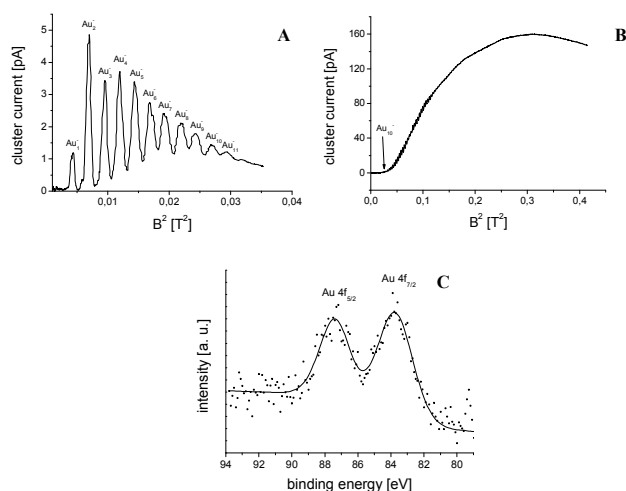 A
cluster current [pA]
5
4
3
2
1
0
Au₁⁻
Au₂⁻
Au₃⁻
Au₄⁻
Au₅⁻
Au₆⁻
Au₇⁻
Au₈⁻
Au₉⁻
Au₁₀⁻
Au₁₁⁻
0,01 0,02 0,03 0,04
B² [T²]
B
cluster current [pA]
160
120
80
40
0
Au₁₀⁻
0,0 0,1 0,2 0,3 0,4
B² [T²]
C
Au 4f₅/₂ Au 4f₇/₂
intensity [a. u.]
94 92 90 88 86 84 82 80
binding energy [eV]